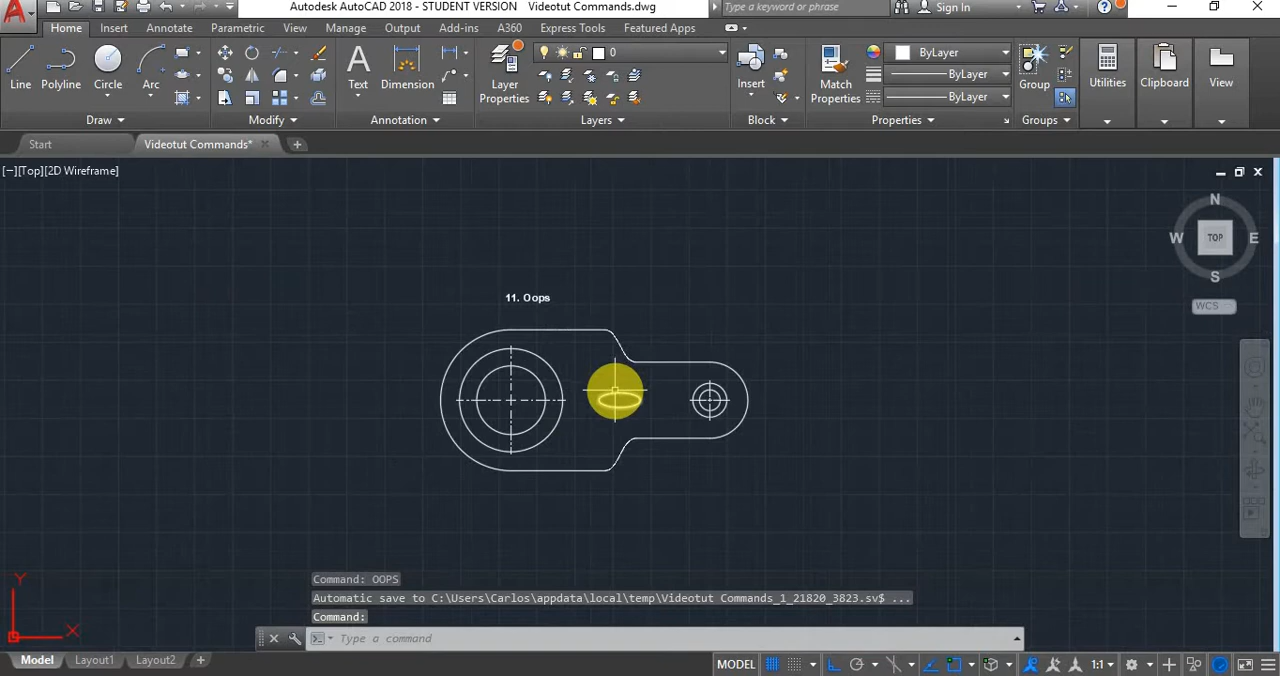 Autodesk AutoCAD 2018 - STUDENT VERSION Videotut Commands.dwg
Type a keyword or phrase
Sign In
Home Insert Annotate Parametric View Manage Output Add-ins A360 Express Tools Featured Apps
Line Polyline Circle Arc
Text Dimension
Layer Properties
0
Insert
Match Properties
ByLayer
ByLayer
ByLayer
Group
Utilities
Clipboard
View
Draw Modify Annotation Layers Block Properties Groups
Start Videotut Commands*
[−][Top][2D Wireframe]
N
W TOP E
S
WCS
11. Oops
Command: OOPS
Automatic save to C:\Users\Carlos\appdata\local\temp\Videotut Commands_1_21820_3823.sv$ ...
Command:
Type a command
Y
X
Model Layout1 Layout2
MODEL
1:1